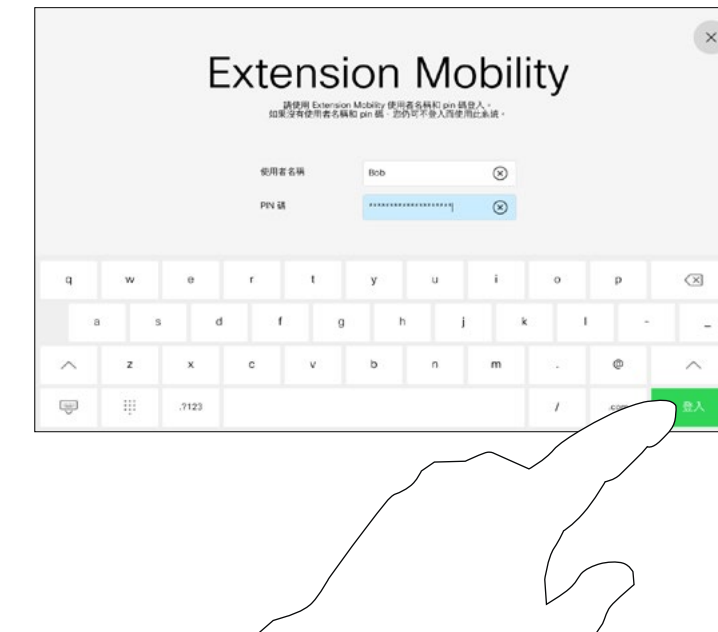 Extension Mobility
請使用 Extension Mobility 使用者名稱和 pin 碼登入。
如果沒有使用者名稱和 pin 碼，您仍可不登入而使用此系統。
使用者名稱 Bob
PIN 碼 *******************
q w e r t y u i o p
a s d f g h j k l - _
z x c v b n m . @
.?123 / .com 登入